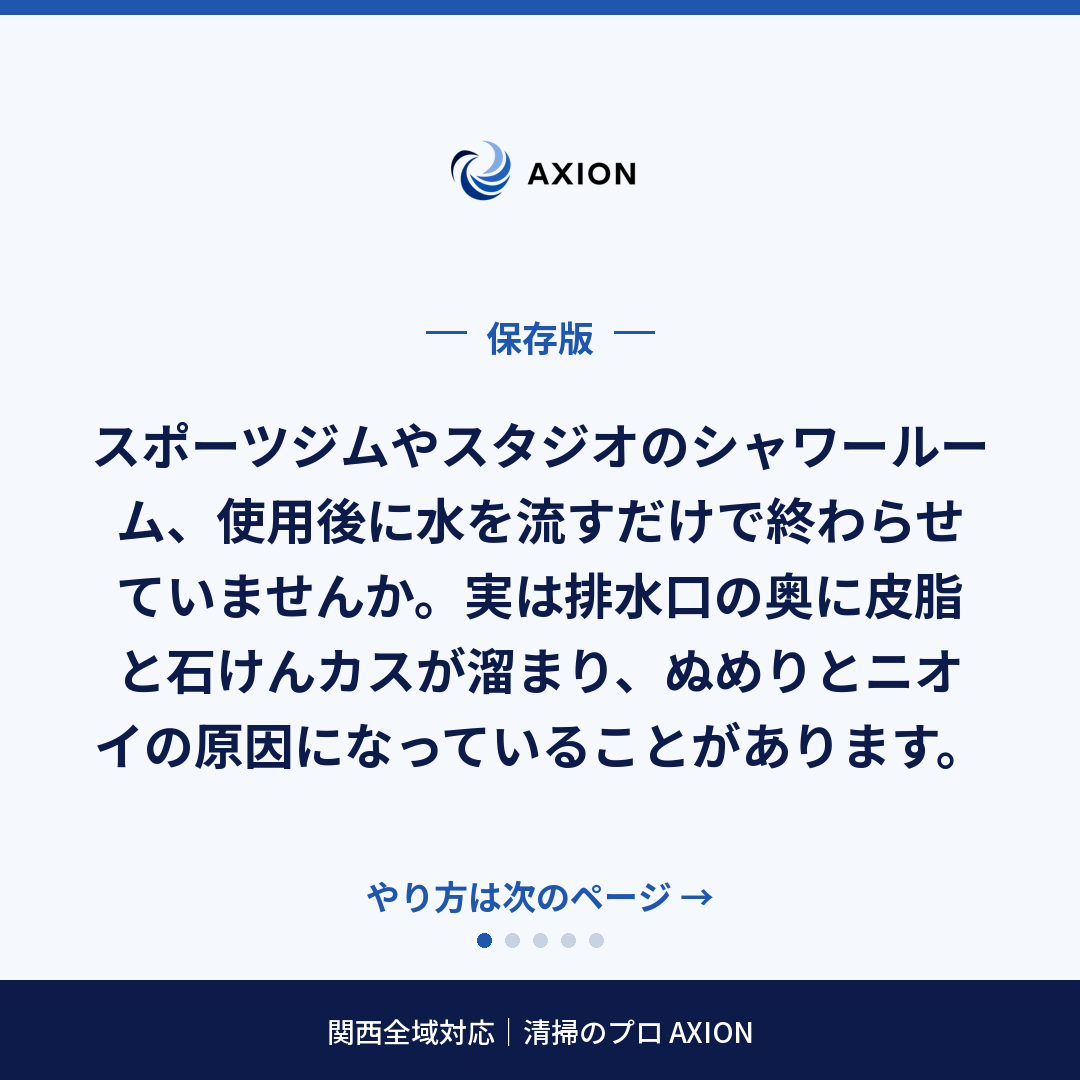 AXION
保存版
スポーツジムやスタジオのシャワールー
ム、使用後に水を流すだけで終わらせ
ていませんか。実は排水口の奥に皮脂
と石けんカスが溜まり、ぬめりとニオ
イの原因になっていることがあります。
やり方は次のページ →
関西全域対応｜清掃のプロ AXION